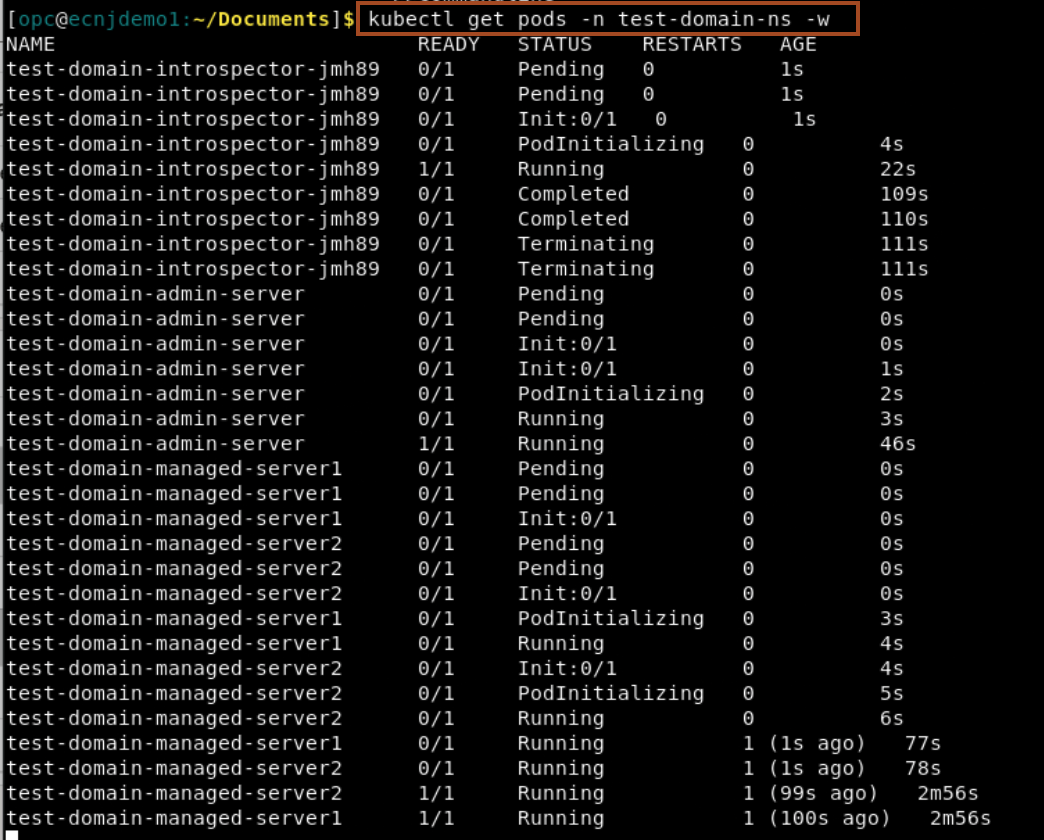 [opc@ecnjdemo1:~/Documents]$ kubectl get pods -n test-domain-ns -w
NAME READY STATUS RESTARTS AGE
test-domain-introspector-jmh89 0/1 Pending 0 1s
test-domain-introspector-jmh89 0/1 Pending 0 1s
test-domain-introspector-jmh89 0/1 Init:0/1 0 1s
test-domain-introspector-jmh89 0/1 PodInitializing 0 4s
test-domain-introspector-jmh89 1/1 Running 0 22s
test-domain-introspector-jmh89 0/1 Completed 0 109s
test-domain-introspector-jmh89 0/1 Completed 0 110s
test-domain-introspector-jmh89 0/1 Terminating 0 111s
test-domain-introspector-jmh89 0/1 Terminating 0 111s
test-domain-admin-server 0/1 Pending 0 0s
test-domain-admin-server 0/1 Pending 0 0s
test-domain-admin-server 0/1 Init:0/1 0 0s
test-domain-admin-server 0/1 Init:0/1 0 1s
test-domain-admin-server 0/1 PodInitializing 0 2s
test-domain-admin-server 0/1 Running 0 3s
test-domain-admin-server 1/1 Running 0 46s
test-domain-managed-server1 0/1 Pending 0 0s
test-domain-managed-server1 0/1 Pending 0 0s
test-domain-managed-server1 0/1 Init:0/1 0 0s
test-domain-managed-server2 0/1 Pending 0 0s
test-domain-managed-server2 0/1 Pending 0 0s
test-domain-managed-server2 0/1 Init:0/1 0 0s
test-domain-managed-server1 0/1 PodInitializing 0 3s
test-domain-managed-server1 0/1 Running 0 4s
test-domain-managed-server2 0/1 Init:0/1 0 4s
test-domain-managed-server2 0/1 PodInitializing 0 5s
test-domain-managed-server2 0/1 Running 0 6s
test-domain-managed-server1 0/1 Running 1 (1s ago) 77s
test-domain-managed-server2 0/1 Running 1 (1s ago) 78s
test-domain-managed-server2 1/1 Running 1 (99s ago) 2m56s
test-domain-managed-server1 1/1 Running 1 (100s ago) 2m56s